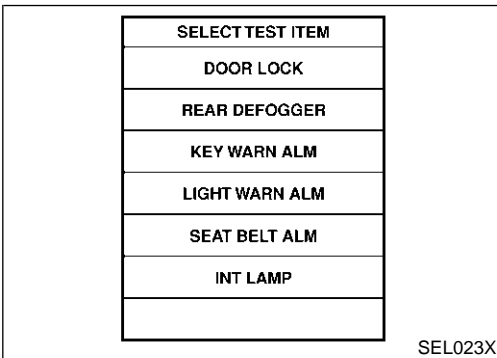 SELECT TEST ITEM
DOOR LOCK
REAR DEFOGGER
KEY WARN ALM
LIGHT WARN ALM
SEAT BELT ALM
INT LAMP
SEL023X